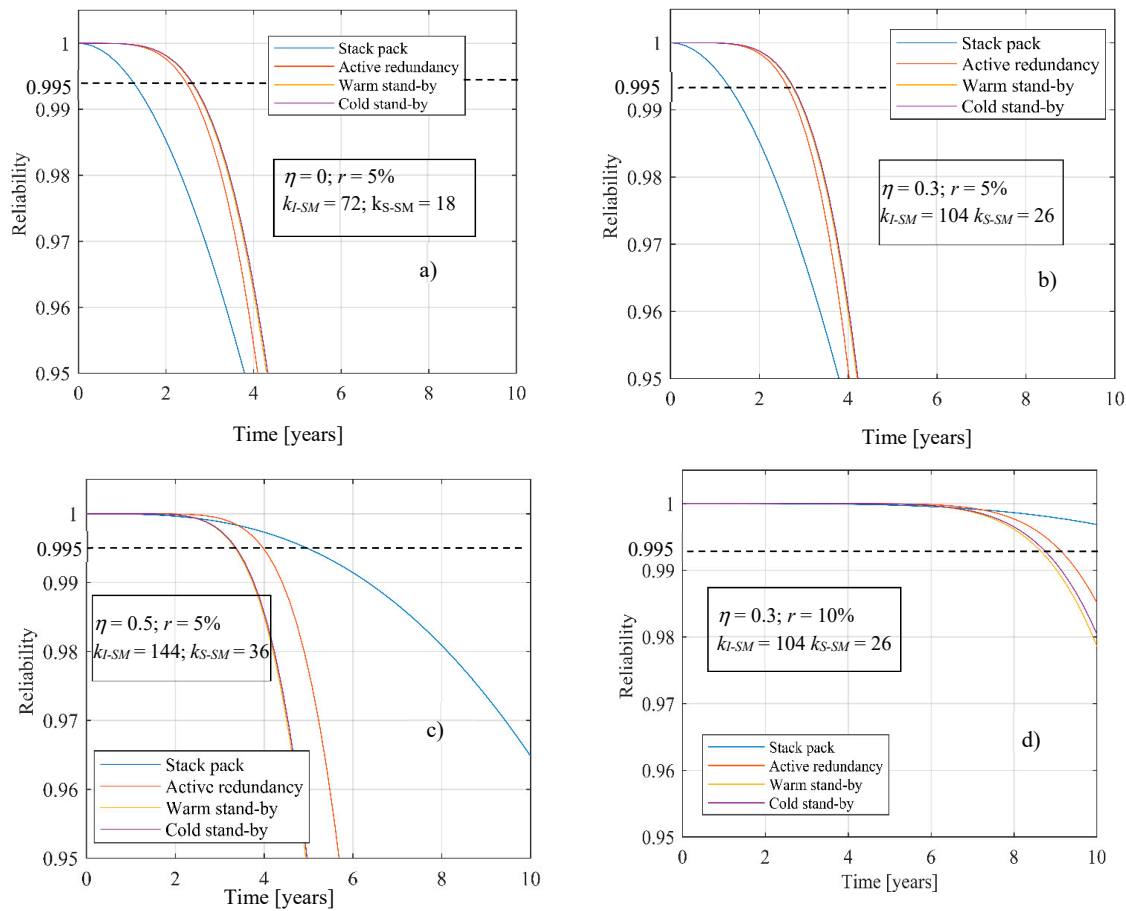 1
0.995
0.99
0.98
0.97
0.96
0.95
Reliability
0 2 4 6 8 10
Time [years]
Stack pack
Active redundancy
Warm stand-by
Cold stand-by
η = 0; r = 5%
k_I-SM = 72; k_S-SM = 18
a)
1
0.995
0.99
0.98
0.97
0.96
0.95
Reliability
0 2 4 6 8 10
Time [years]
Stack pack
Active redundancy
Warm stand-by
Cold stand-by
η = 0.3; r = 5%
k_I-SM = 104 k_S-SM = 26
b)
1
0.995
0.99
0.98
0.97
0.96
0.95
Reliability
0 2 4 6 8 10
Time [years]
η = 0.5; r = 5%
k_I-SM = 144; k_S-SM = 36
c)
Stack pack
Active redundancy
Warm stand-by
Cold stand-by
1
0.995
0.99
0.98
0.97
0.96
0.95
Reliability
0 2 4 6 8 10
Time [years]
η = 0.3; r = 10%
k_I-SM = 104 k_S-SM = 26
d)
Stack pack
Active redundancy
Warm stand-by
Cold stand-by